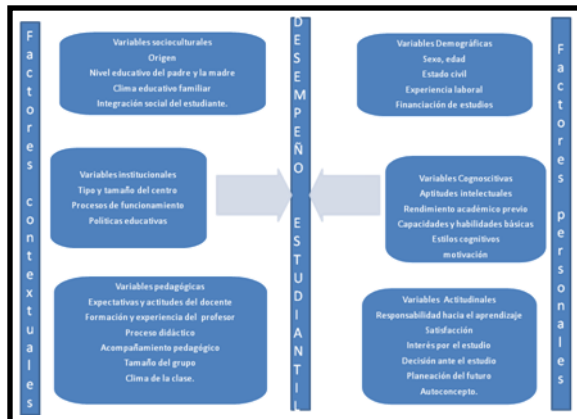 Factores contextuales
Variables socioculturales
Origen
Nivel educativo del padre y la madre
Clima educativo familiar
Integración social del estudiante.
Variables institucionales
Tipo y tamaño del centro
Procesos de funcionamiento
Políticas educativas
Variables pedagógicas
Expectativas y actitudes del docente
Formación y experiencia del profesor
Proceso didáctico
Acompañamiento pedagógico
Tamaño del grupo
Clima de la clase.
DESEMPEÑO ESTUDIANTIL
Variables Demográficas
Sexo, edad
Estado civil
Experiencia laboral
Financiación de estudios
Variables Cognoscitivas
Aptitudes intelectuales
Rendimiento académico previo
Capacidades y habilidades básicas
Estilos cognitivos
motivación
Variables Actitudinales
Responsabilidad hacia el aprendizaje
Satisfacción
Interés por el estudio
Decisión ante el estudio
Planeación del futuro
Autoconcepto.
Factores personales